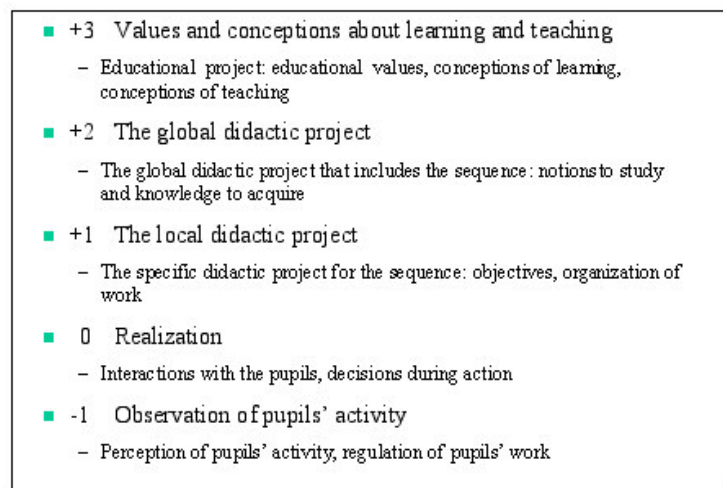 +3 Values and conceptions about learning and teaching
– Educational project: educational values, conceptions of learning,
conceptions of teaching
+2 The global didactic project
– The global didactic project that includes the sequence: notions to study
and knowledge to acquire
+1 The local didactic project
– The specific didactic project for the sequence: objectives, organization of
work
0 Realization
– Interactions with the pupils, decisions during action
-1 Observation of pupils’ activity
– Perception of pupils’ activity, regulation of pupils’ work